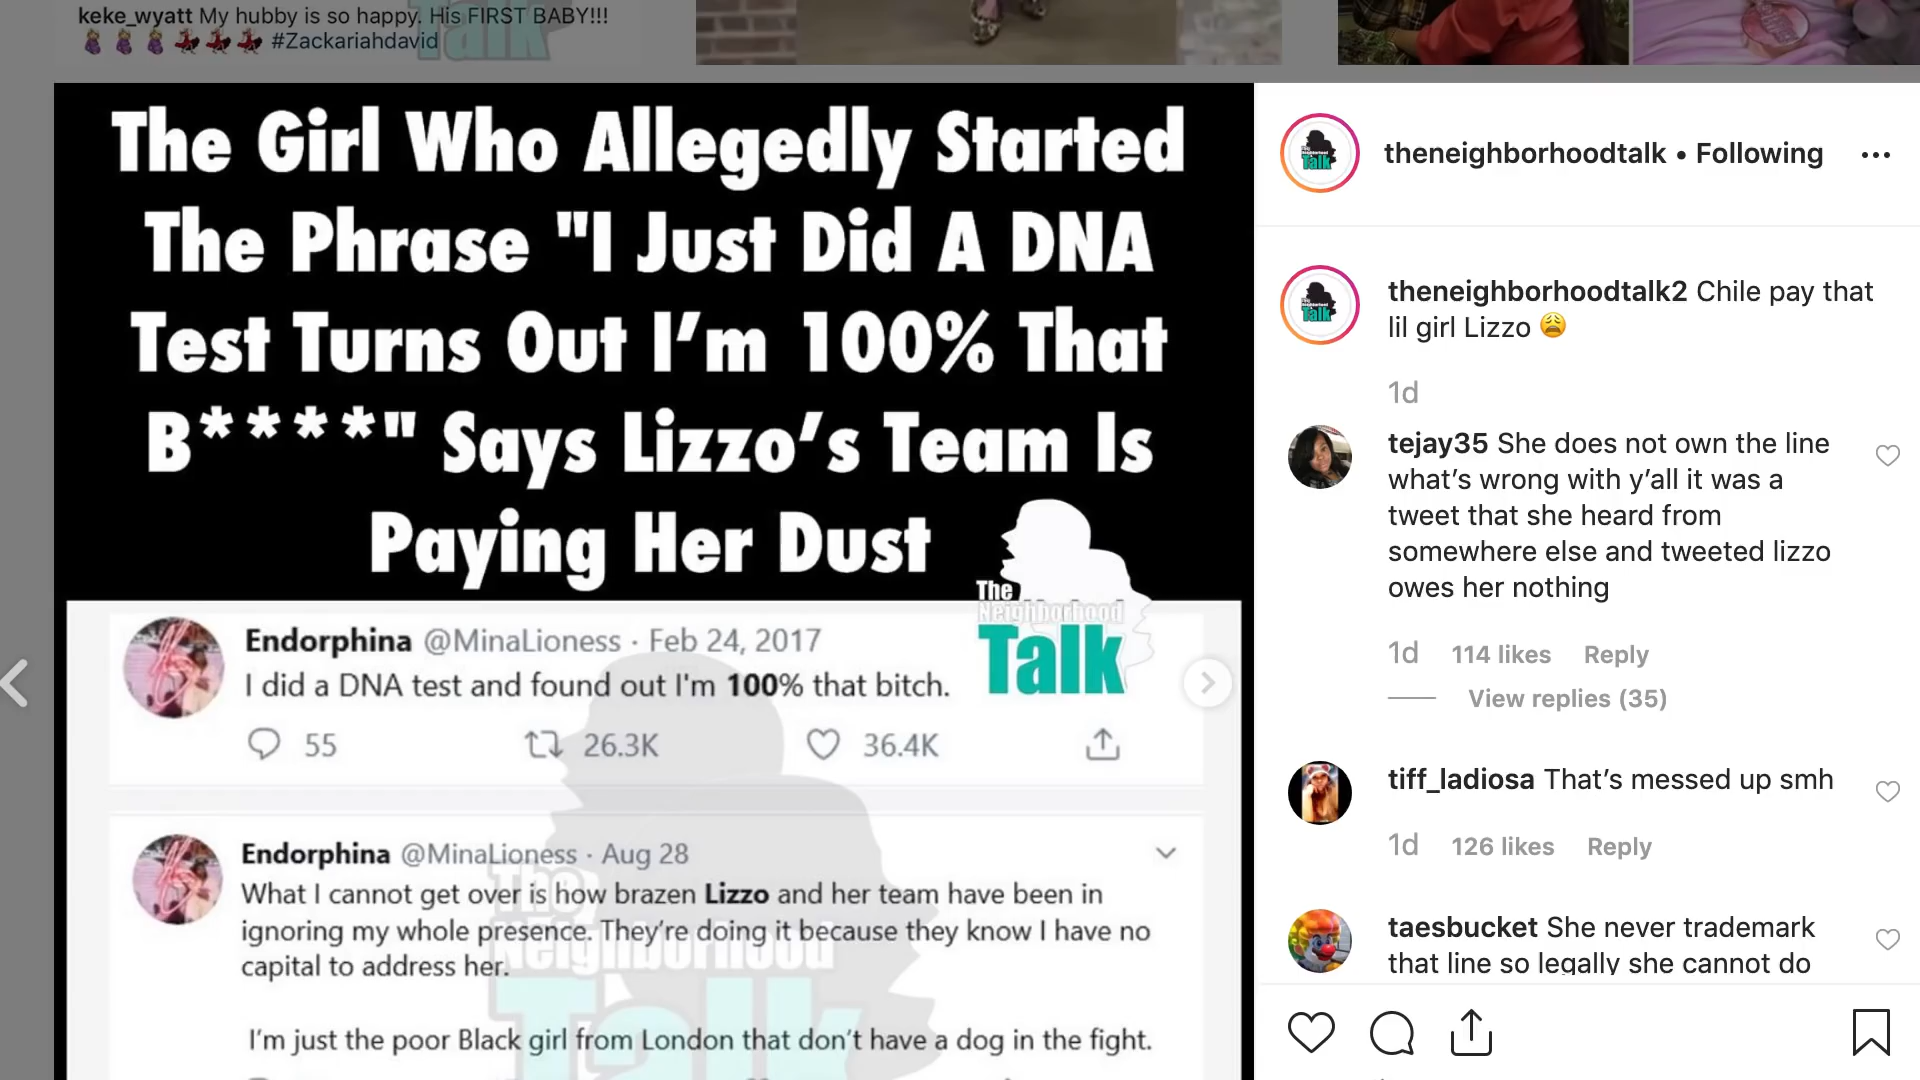 keke_wyatt My hubby is so happy. His FIRST BABY!!!
#Zackariahdavid
Talk
The Girl Who Allegedly Started
The Phrase "I Just Did A DNA
Test Turns Out I’m 100% That
B****" Says Lizzo’s Team Is
Paying Her Dust
The
Neighborhood
Talk
Endorphina @MinaLioness · Feb 24, 2017
I did a DNA test and found out I'm 100% that bitch.
55 26.3K 36.4K
Endorphina @MinaLioness · Aug 28
What I cannot get over is how brazen Lizzo and her team have been in
ignoring my whole presence. They're doing it because they know I have no
capital to address her.
I'm just the poor Black girl from London that don't have a dog in the fight.
The
Neighborhood
Talk
theneighborhoodtalk • Following
theneighborhoodtalk2 Chile pay that
lil girl Lizzo 😩
1d
tejay35 She does not own the line
what’s wrong with y’all it was a
tweet that she heard from
somewhere else and tweeted lizzo
owes her nothing
1d 114 likes Reply
View replies (35)
tiff_ladiosa That’s messed up smh
1d 126 likes Reply
taesbucket She never trademark
that line so legally she cannot do